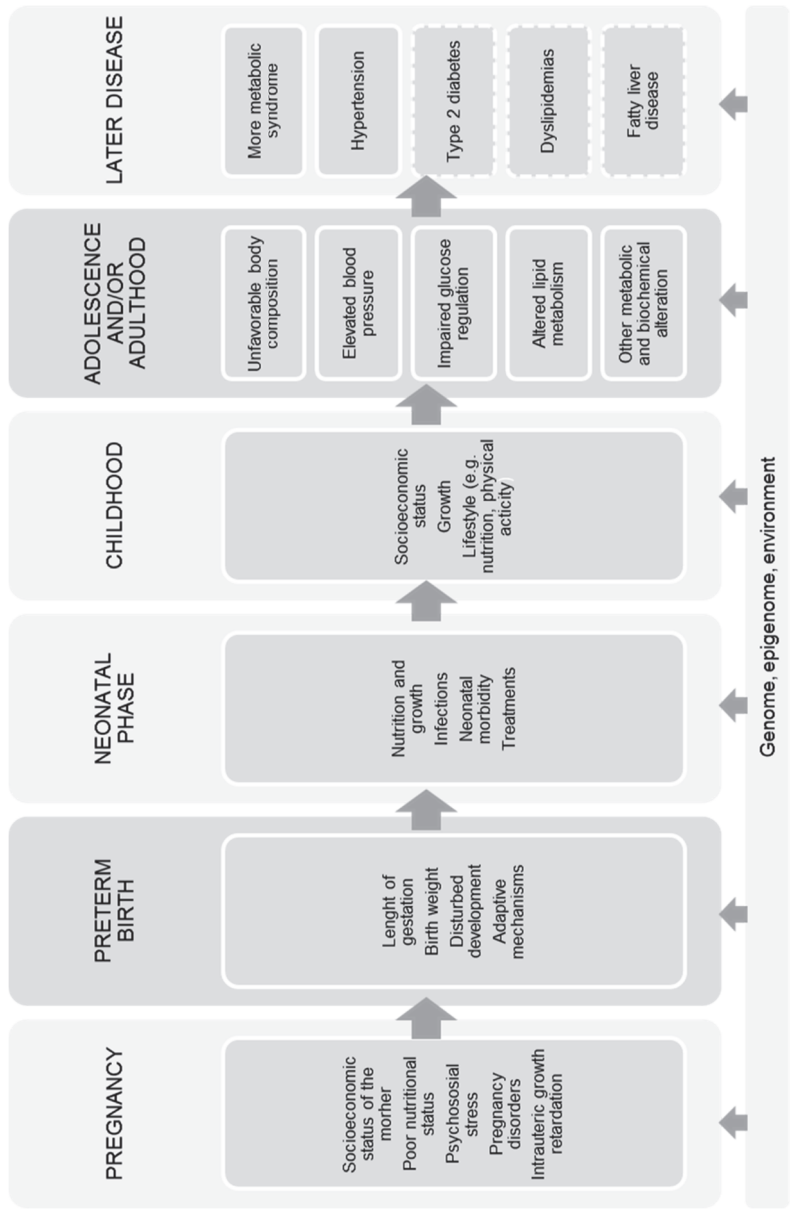 PREGNANCY
Socioeconomic
status of the
morher
Poor nutritional
status
Psychososial
stress
Pregnancy
disorders
Intrauteric growth
retardation
PRETERM
BIRTH
Lenght of
gestation
Birth weight
Disturbed
development
Adaptive
mechanisms
NEONATAL
PHASE
Nutrition and
growth
Infections
Neonatal
morbidity
Treatments
CHILDHOOD
Socioeconomic
status
Growth
Lifestyle (e.g.
nutrition, physical
acticity)
ADOLESCENCE
AND/OR
ADULTHOOD
Unfavorable body
composition
Elevated blood
pressure
Impaired glucose
regulation
Altered lipid
metabolism
Other metabolic
and biochemical
alteration
LATER DISEASE
More metabolic
syndrome
Hypertension
Type 2 diabetes
Dyslipidemias
Fatty liver
disease
Genome, epigenome, environment